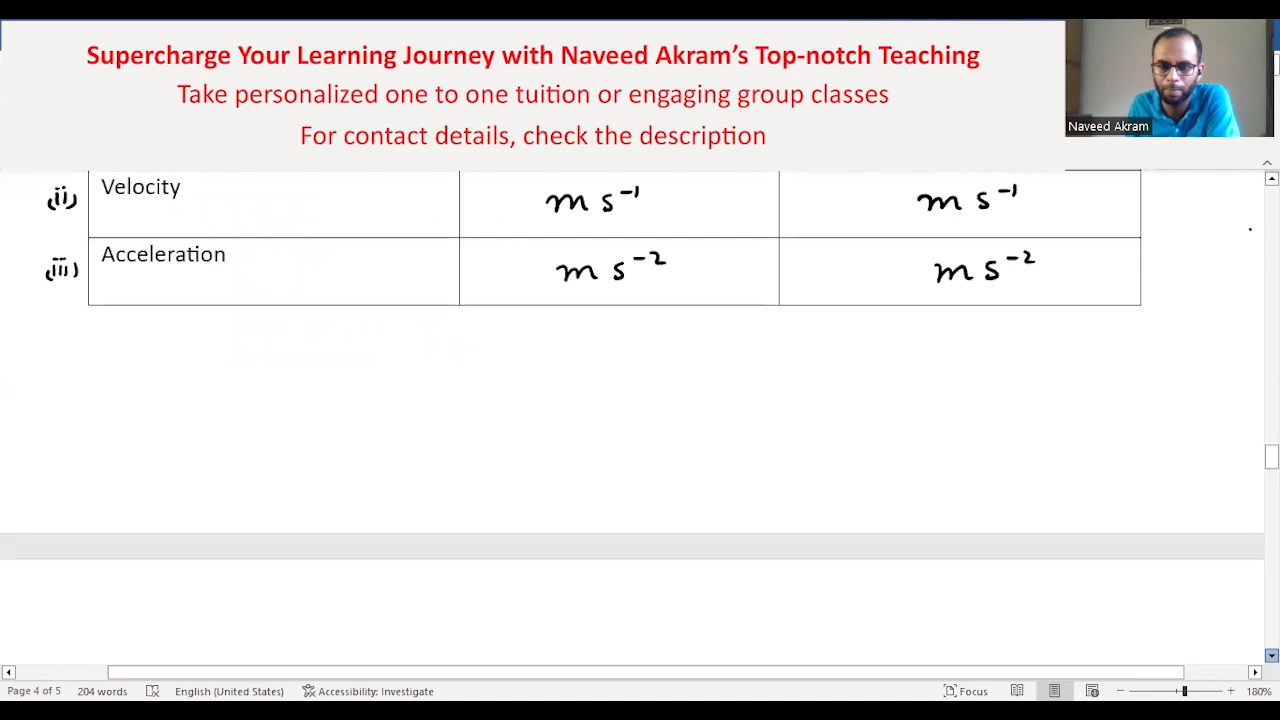 Supercharge Your Learning Journey with Naveed Akram's Top-notch Teaching
Take personalized one to one tuition or engaging group classes
For contact details, check the description
Naveed Akram
(ii) Velocity m s⁻¹ m s⁻¹
(iii) Acceleration m s⁻² m s⁻²
Page 4 of 5 204 words English (United States) Accessibility: Investigate Focus 180%